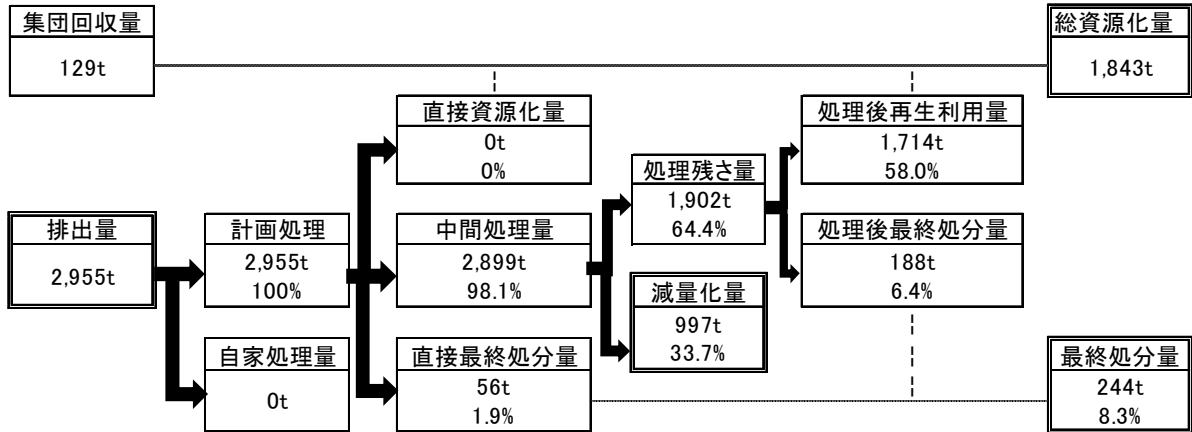 集団回収量
129t
総資源化量
1,843t
直接資源化量
0t
0%
処理後再生利用量
1,714t
58.0%
処理残さ量
1,902t
64.4%
排出量
2,955t
計画処理
2,955t
100%
中間処理量
2,899t
98.1%
処理後最終処分量
188t
6.4%
減量化量
997t
33.7%
自家処理量
0t
直接最終処分量
56t
1.9%
最終処分量
244t
8.3%